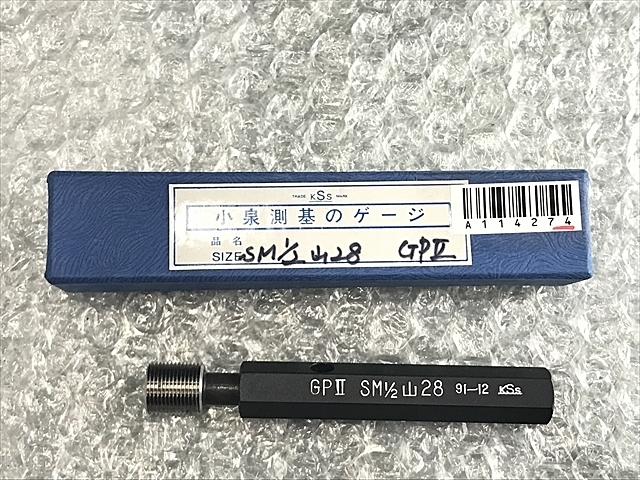 TRADE KSS MARK
小泉測基のゲージ
品名
SIZE SM1/2 山28 GPⅡ
A114274
GPⅡ SM1/2 山28 91-12 KSS